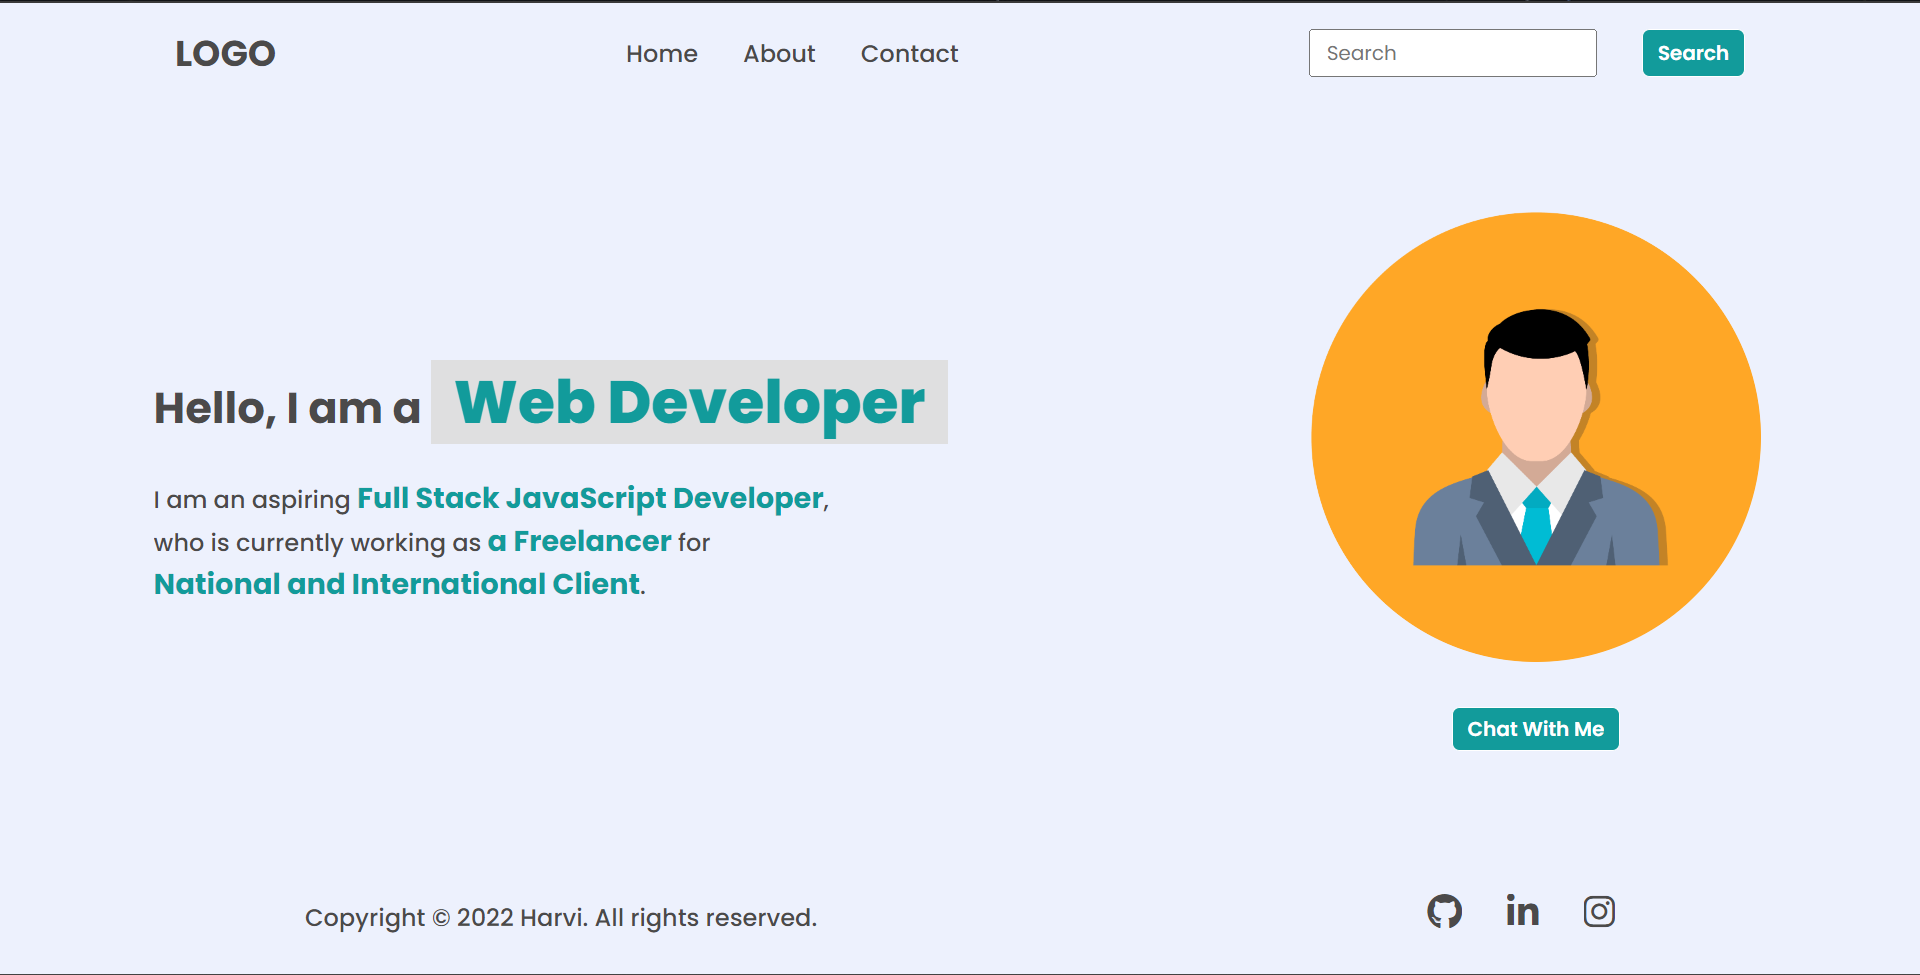 LOGO
Home About Contact
Search Search
Hello, I am a Web Developer
I am an aspiring Full Stack JavaScript Developer,
who is currently working as a Freelancer for
National and International Client.
Chat With Me
Copyright © 2022 Harvi. All rights reserved.
in